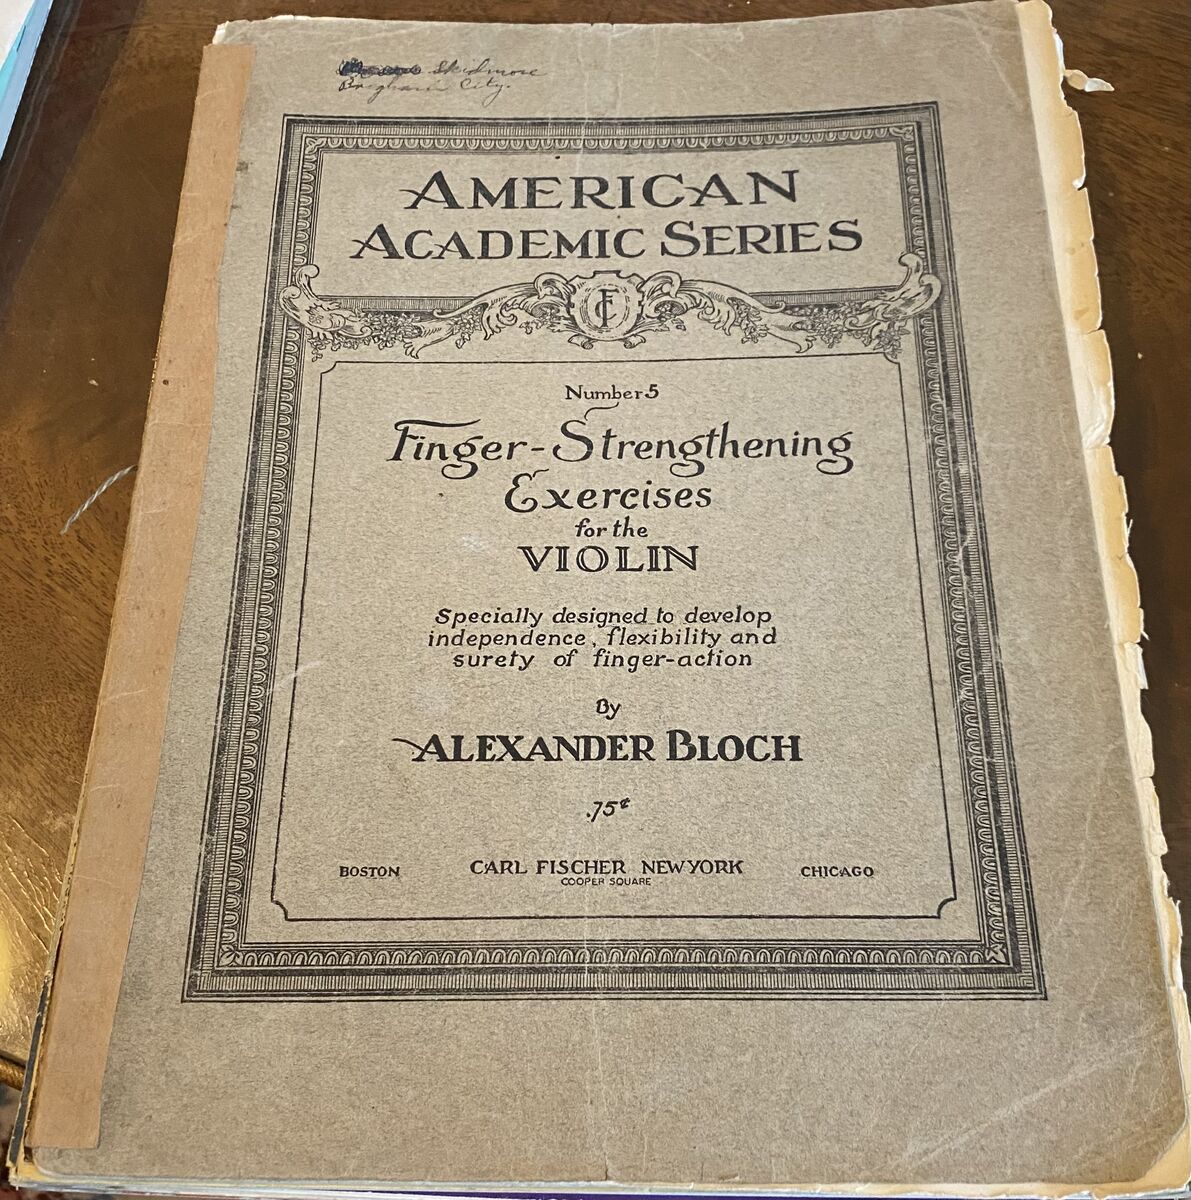 Skidmore
Brigham City.
AMERICAN
ACADEMIC SERIES
CF
Number 5
Finger-Strengthening
Exercises
for the
VIOLIN
Specially designed to develop
independence, flexibility and
surety of finger-action
By
ALEXANDER BLOCH
.75¢
BOSTON CARL FISCHER NEW YORK CHICAGO
COOPER SQUARE